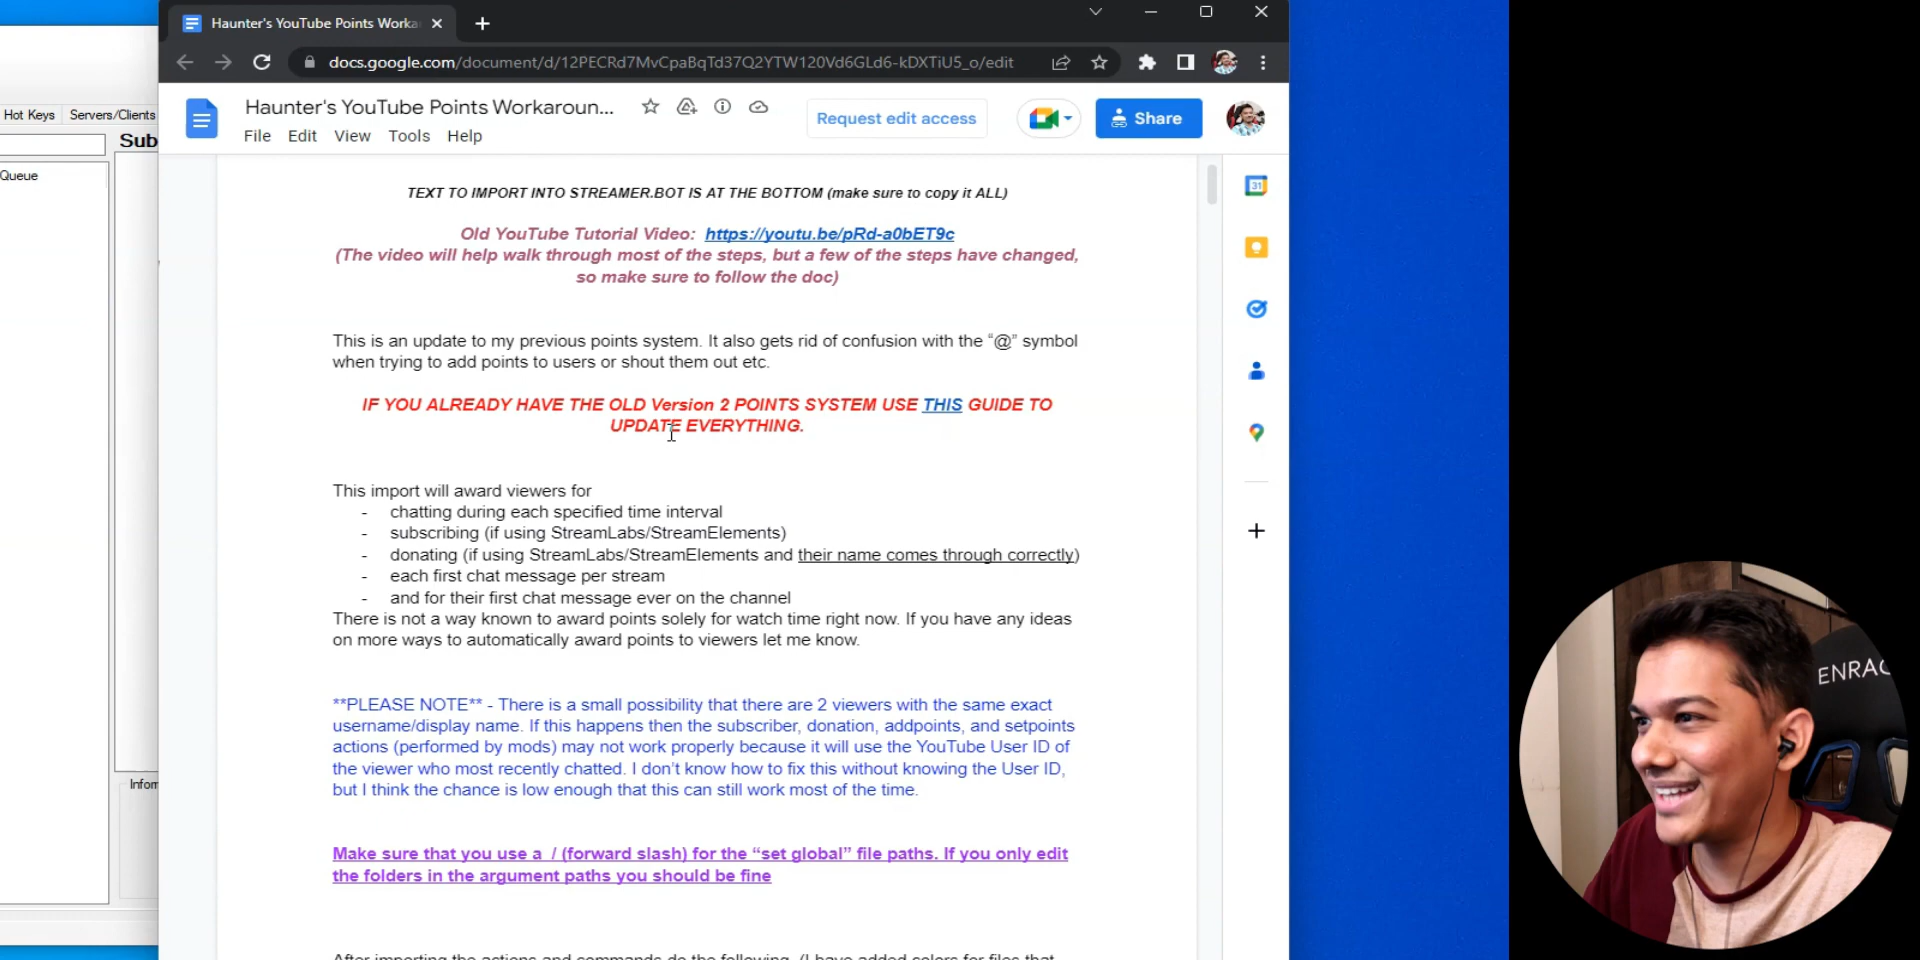 Haunter's YouTube Points Worka
docs.google.com/document/d/12PECRd7MvCpaBqTd37Q2YTW120Vd6GLd6-kDXTiU5_o/edit
Haunter's YouTube Points Workaroun...
File Edit View Tools Help
Request edit access
Share
31
Hot Keys Servers/Clients
Sub
Queue
Infor
TEXT TO IMPORT INTO STREAMER.BOT IS AT THE BOTTOM (make sure to copy it ALL)
Old YouTube Tutorial Video: https://youtu.be/pRd-a0bET9c
(The video will help walk through most of the steps, but a few of the steps have changed,
so make sure to follow the doc)
This is an update to my previous points system. It also gets rid of confusion with the “@” symbol
when trying to add points to users or shout them out etc.
IF YOU ALREADY HAVE THE OLD Version 2 POINTS SYSTEM USE THIS GUIDE TO
UPDATE EVERYTHING.
This import will award viewers for
- chatting during each specified time interval
- subscribing (if using StreamLabs/StreamElements)
- donating (if using StreamLabs/StreamElements and their name comes through correctly)
- each first chat message per stream
- and for their first chat message ever on the channel
There is not a way known to award points solely for watch time right now. If you have any ideas
on more ways to automatically award points to viewers let me know.
**PLEASE NOTE** - There is a small possibility that there are 2 viewers with the same exact
username/display name. If this happens then the subscriber, donation, addpoints, and setpoints
actions (performed by mods) may not work properly because it will use the YouTube User ID of
the viewer who most recently chatted. I don’t know how to fix this without knowing the User ID,
but I think the chance is low enough that this can still work most of the time.
Make sure that you use a / (forward slash) for the “set global” file paths. If you only edit
the folders in the argument paths you should be fine
After importing the actions and commands do the following. (I have added colors for files that
ENRAG